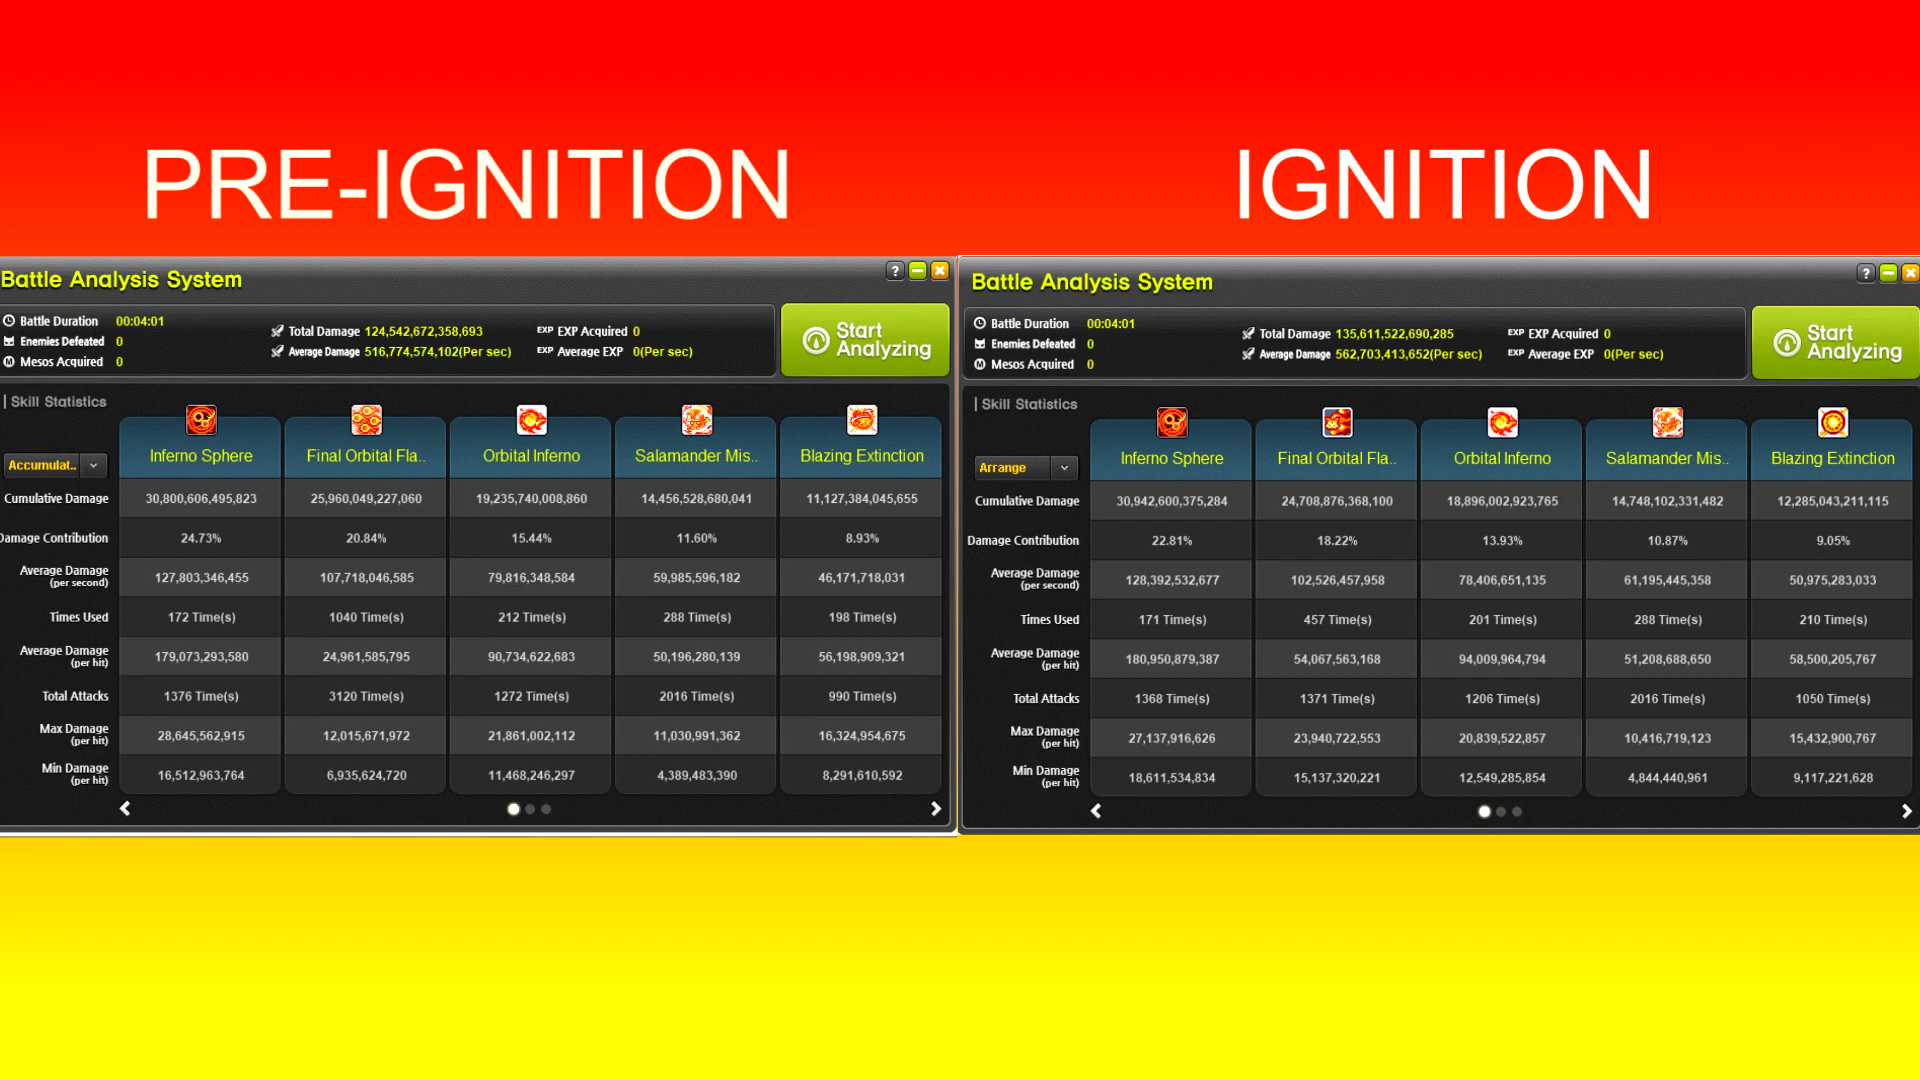 PRE-IGNITION
Battle Analysis System
?
Battle Duration 00:04:01
Enemies Defeated 0
Mesos Acquired 0
Total Damage 124,542,672,358,693
Average Damage 516,774,574,102(Per sec)
EXP EXP Acquired 0
EXP Average EXP 0(Per sec)
Start
Analyzing
Skill Statistics
Accumulat..
Inferno Sphere Final Orbital Fla.. Orbital Inferno Salamander Mis.. Blazing Extinction
Cumulative Damage 30,800,606,495,823 25,960,049,227,060 19,235,740,008,860 14,456,528,680,041 11,127,384,045,655
Damage Contribution 24.73% 20.84% 15.44% 11.60% 8.93%
Average Damage
(per second) 127,803,346,455 107,718,046,585 79,816,348,584 59,985,596,182 46,171,718,031
Times Used 172 Time(s) 1040 Time(s) 212 Time(s) 288 Time(s) 198 Time(s)
Average Damage
(per hit) 179,073,293,580 24,961,585,795 90,734,622,683 50,196,280,139 56,198,909,321
Total Attacks 1376 Time(s) 3120 Time(s) 1272 Time(s) 2016 Time(s) 990 Time(s)
Max Damage
(per hit) 28,645,562,915 12,015,671,972 21,861,002,112 11,030,991,362 16,324,954,675
Min Damage
(per hit) 16,512,963,764 6,935,624,720 11,468,246,297 4,389,483,390 8,291,610,592
IGNITION
Battle Analysis System
?
Battle Duration 00:04:01
Enemies Defeated 0
Mesos Acquired 0
Total Damage 135,611,522,690,285
Average Damage 562,703,413,652(Per sec)
EXP EXP Acquired 0
EXP Average EXP 0(Per sec)
Start
Analyzing
Skill Statistics
Arrange
Inferno Sphere Final Orbital Fla.. Orbital Inferno Salamander Mis.. Blazing Extinction
Cumulative Damage 30,942,600,375,284 24,708,876,368,100 18,896,002,923,765 14,748,102,331,482 12,285,043,211,115
Damage Contribution 22.81% 18.22% 13.93% 10.87% 9.05%
Average Damage
(per second) 128,392,532,677 102,526,457,958 78,406,651,135 61,195,445,358 50,975,283,033
Times Used 171 Time(s) 457 Time(s) 201 Time(s) 288 Time(s) 210 Time(s)
Average Damage
(per hit) 180,950,879,387 54,067,563,168 94,009,964,794 51,208,688,650 58,500,205,767
Total Attacks 1368 Time(s) 1371 Time(s) 1206 Time(s) 2016 Time(s) 1050 Time(s)
Max Damage
(per hit) 27,137,916,626 23,940,722,553 20,839,522,857 10,416,719,123 15,432,900,767
Min Damage
(per hit) 18,611,534,834 15,137,320,221 12,549,285,854 4,844,440,961 9,117,221,628